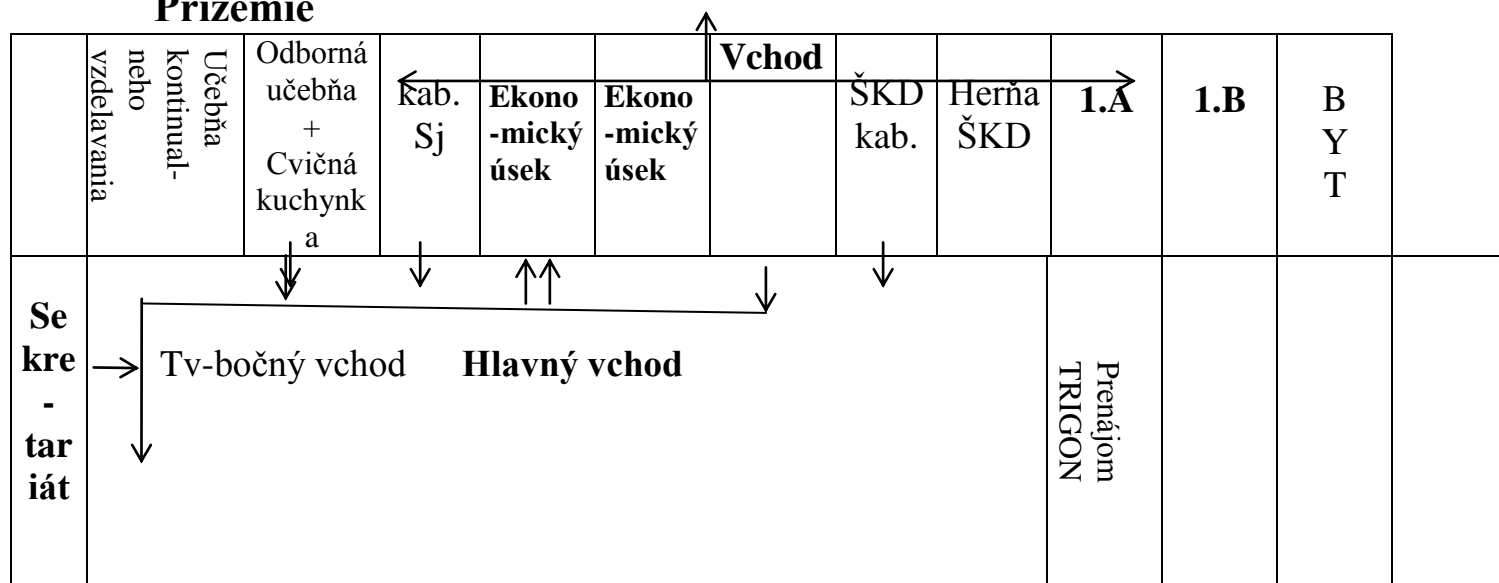 Prízemie
Učebňa
kontinual-
neho
vzdelavania
Odborná
učebňa
+
Cvičná
kuchynk
a
kab.
Sj
Ekono
-mický
úsek
Ekono
-mický
úsek
Vchod
ŠKD
kab.
Herňa
ŠKD
1.A
1.B
B
Y
T
Se
kre
-
tar
iát
Tv-bočný vchod
Hlavný vchod
Prenájom
TRIGON